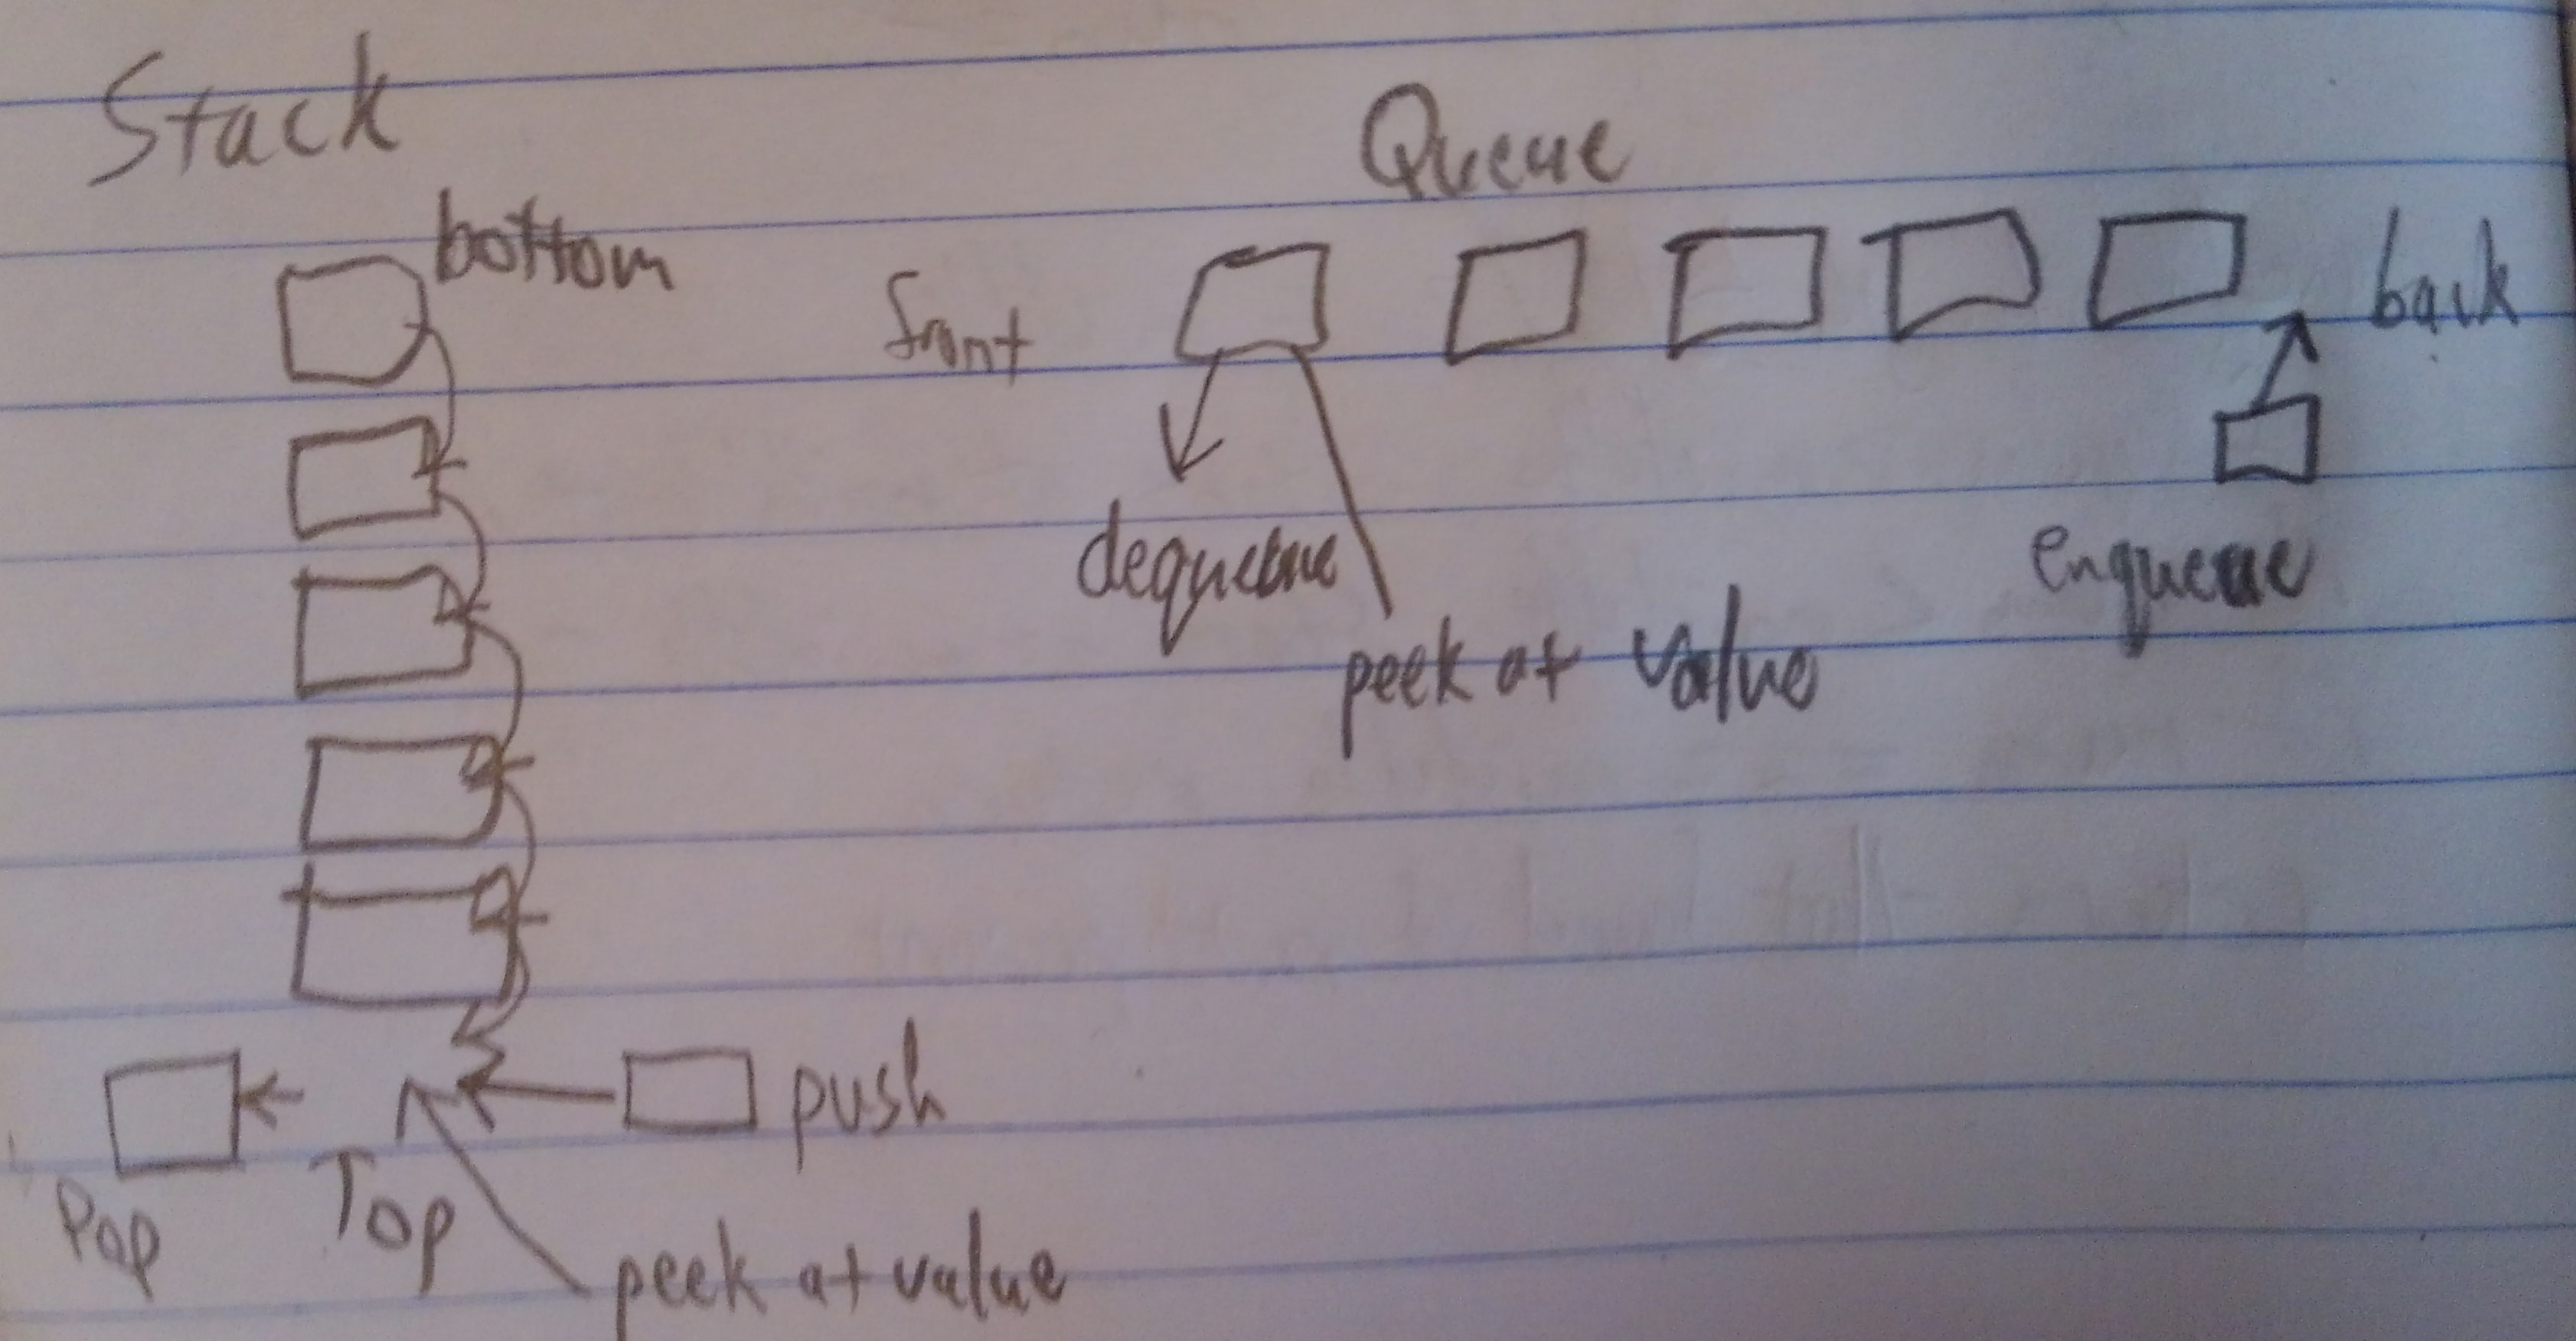 Stack
bottom
push
Pop
Top
peek at value
Queue
front
back
dequeue
enqueue
peek at value